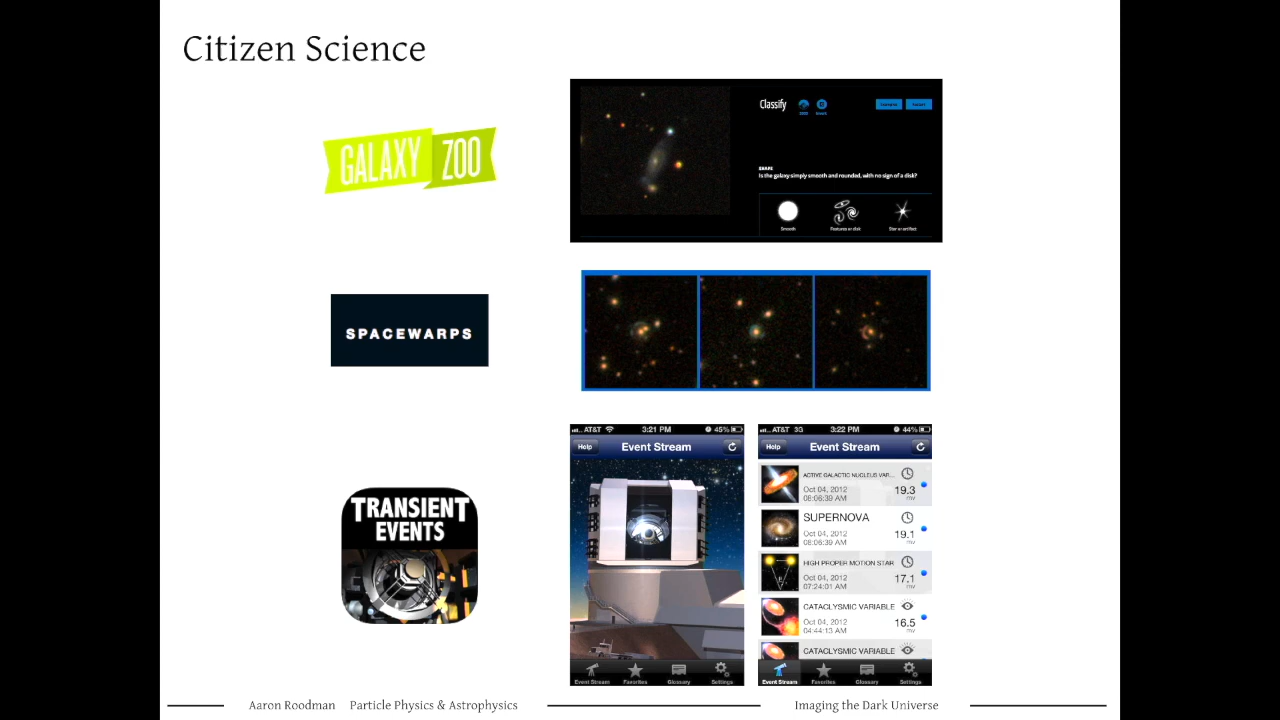 Citizen Science
GALAXY ZOO
Classify
SHAPE
Is the galaxy simply smooth and rounded, with no sign of a disk?
Smooth
Features or disk
Star or artifact
SPACEWARPS
TRANSIENT
EVENTS
AT&T 3:21 PM 45%
Help Event Stream
Event Stream Favorites Glossary Settings
AT&T 3G 3:22 PM 44%
Help Event Stream
ACTIVE GALACTIC NUCLEUS VAR...
Oct 04, 2012
08:06:39 AM
19.3
mv
SUPERNOVA
Oct 04, 2012
08:06:39 AM
19.1
mv
HIGH PROPER MOTION STAR
Oct 04, 2012
07:24:01 AM
17.1
mv
CATACLYSMIC VARIABLE
Oct 04, 2012
04:44:13 AM
16.5
mv
CATACLYSMIC VARIABLE
Event Stream Favorites Glossary Settings
Aaron Roodman Particle Physics & Astrophysics Imaging the Dark Universe